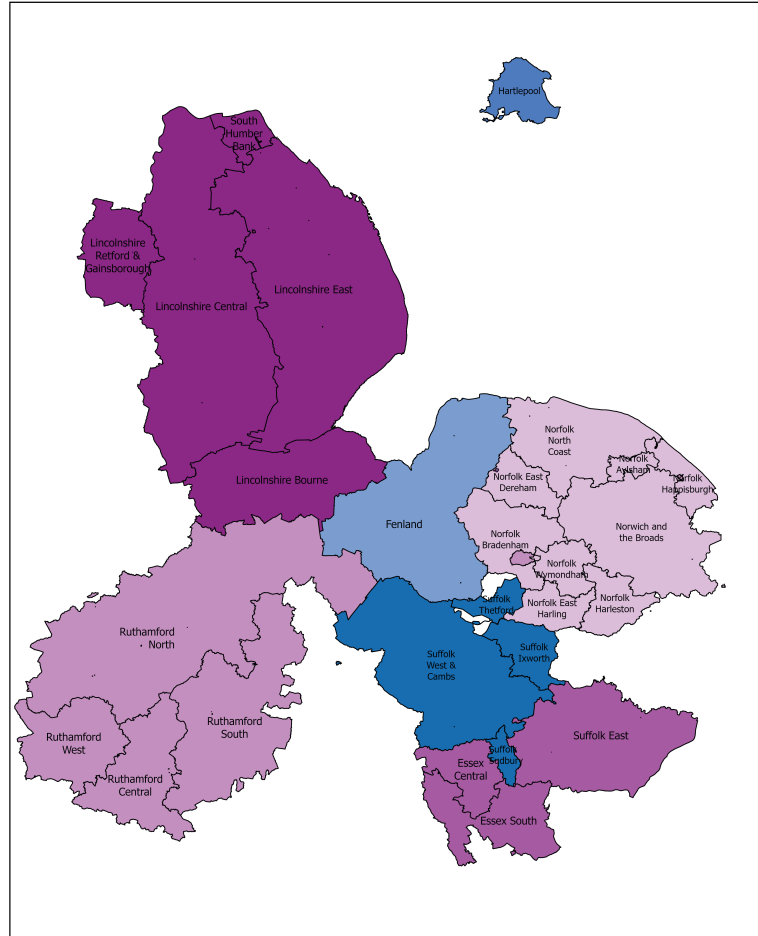 Hartlepool
South
Humber
Bank
Lincolnshire
Retford &
Gainsborough
Lincolnshire Central
Lincolnshire East
Lincolnshire Bourne
Fenland
Norfolk
North
Coast
Norfolk
Aylsham
Norfolk
Happisburgh
Norfolk East
Dereham
Norwich and
the Broads
Norfolk
Bradenham
Norfolk
Wymondham
Norfolk East
Harling
Norfolk
Harleston
Suffolk
Thetford
Suffolk
Ixworth
Suffolk
West &
Cambs
Suffolk
Sudbury
Suffolk East
Essex
Central
Essex South
Ruthamford
North
Ruthamford
West
Ruthamford
Central
Ruthamford
South